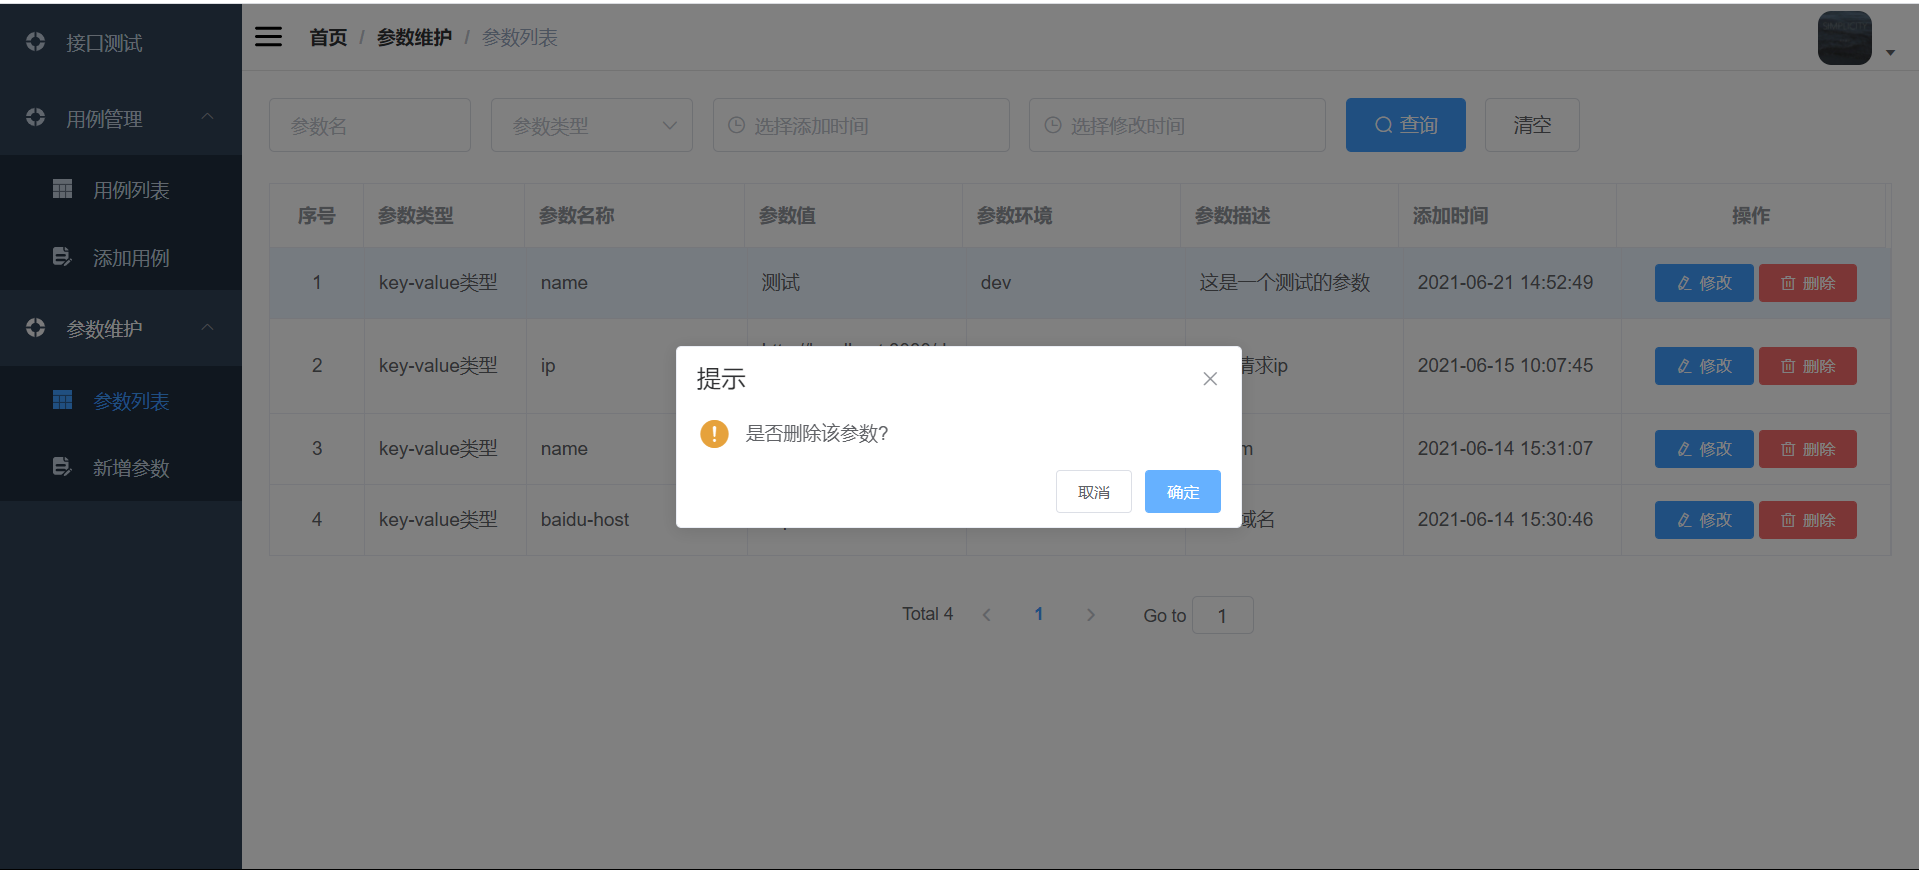 接口测试
用例管理
用例列表
添加用例
参数维护
参数列表
新增参数
首页 / 参数维护 / 参数列表
参数名 参数类型 选择添加时间 选择修改时间 查询 清空
序号 参数类型 参数名称 参数值 参数环境 参数描述 添加时间 操作
1 key-value类型 name 测试 dev 这是一个测试的参数 2021-06-21 14:52:49 修改 删除
2 key-value类型 ip 请求ip 2021-06-15 10:07:45 修改 删除
3 key-value类型 name m 2021-06-14 15:31:07 修改 删除
4 key-value类型 baidu-host 域名 2021-06-14 15:30:46 修改 删除
提示
是否删除该参数?
取消 确定
Total 4 1 Go to 1